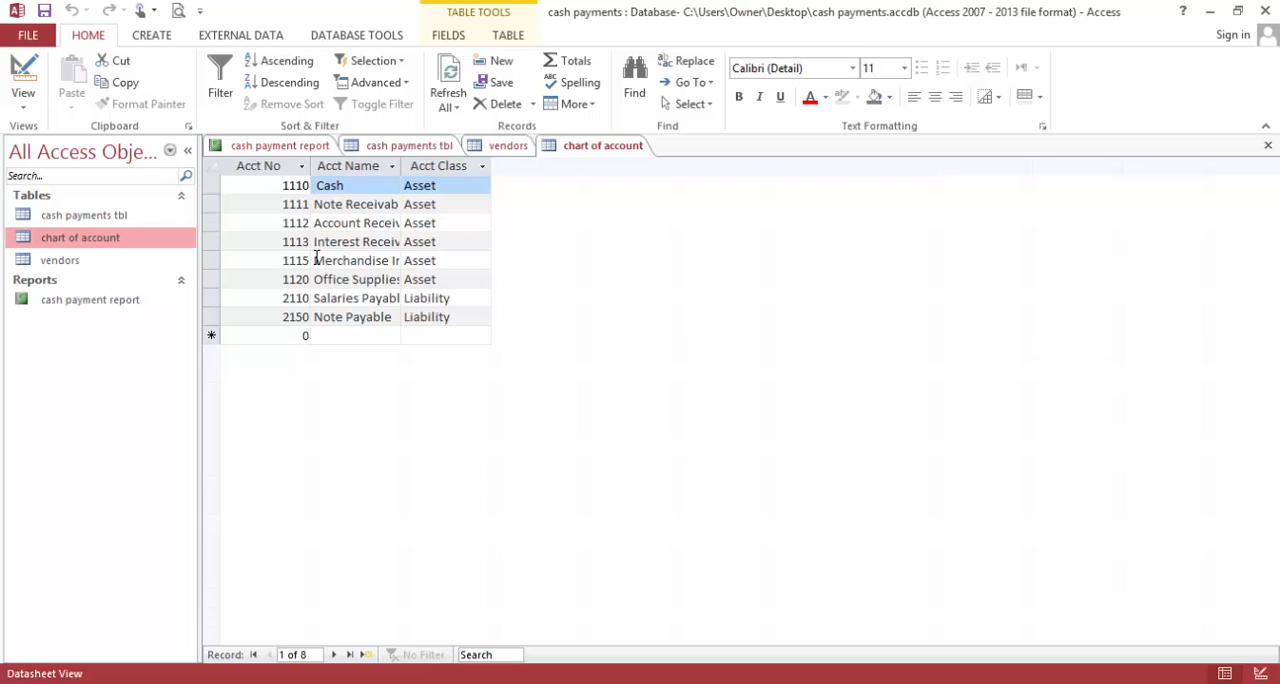 TABLE TOOLS
cash payments : Database- C:\Users\Owner\Desktop\cash payments.accdb (Access 2007 - 2013 file format) - Access
?
FILE HOME CREATE EXTERNAL DATA DATABASE TOOLS FIELDS TABLE Sign in
View
Views
Paste
Cut
Copy
Format Painter
Clipboard
Filter
Ascending
Descending
Remove Sort
Selection
Advanced
Toggle Filter
Sort & Filter
Refresh
All
New
Save
Delete
Totals
Spelling
More
Records
Find
Replace
Go To
Select
Find
Calibri (Detail) 11
B I U A
Text Formatting
All Access Obje...
Search...
Tables
cash payments tbl
chart of account
vendors
Reports
cash payment report
cash payment report cash payments tbl vendors chart of account
Acct No Acct Name Acct Class
1110 Cash Asset
1111 Note Receivab Asset
1112 Account Receiv Asset
1113 Interest Receiv Asset
1115 Merchandise In Asset
1120 Office Supplies Asset
2110 Salaries Payabl Liability
2150 Note Payable Liability
* 0
Record: 1 of 8 No Filter Search
Datasheet View